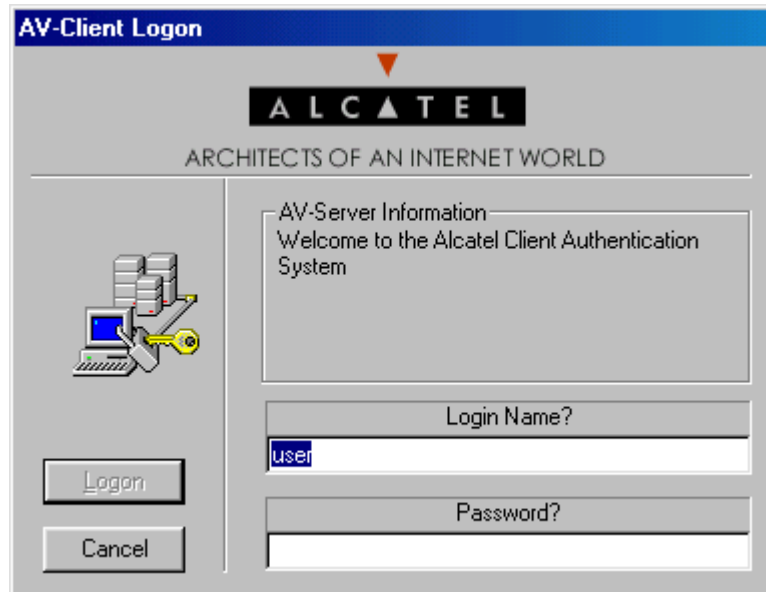 AV-Client Logon
ALCATEL
ARCHITECTS OF AN INTERNET WORLD
AV-Server Information
Welcome to the Alcatel Client Authentication
System
Login Name?
user
Logon
Password?
Cancel